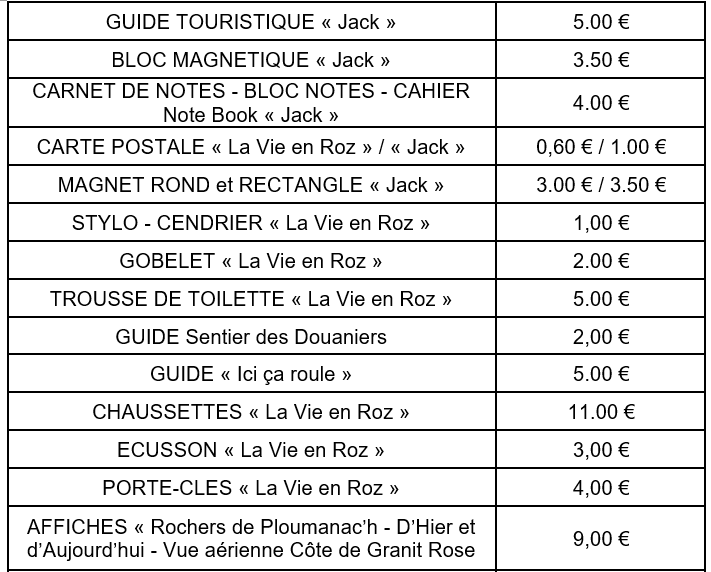 GUIDE TOURISTIQUE « Jack » 5.00 €
BLOC MAGNETIQUE « Jack » 3.50 €
CARNET DE NOTES - BLOC NOTES - CAHIER
Note Book « Jack » 4.00 €
CARTE POSTALE « La Vie en Roz » / « Jack » 0,60 € / 1.00 €
MAGNET ROND et RECTANGLE « Jack » 3.00 € / 3.50 €
STYLO - CENDRIER « La Vie en Roz » 1,00 €
GOBELET « La Vie en Roz » 2.00 €
TROUSSE DE TOILETTE « La Vie en Roz » 5.00 €
GUIDE Sentier des Douaniers 2,00 €
GUIDE « Ici ça roule » 5.00 €
CHAUSSETTES « La Vie en Roz » 11.00 €
ECUSSON « La Vie en Roz » 3,00 €
PORTE-CLES « La Vie en Roz » 4,00 €
AFFICHES « Rochers de Ploumanac’h - D’Hier et
d’Aujourd’hui - Vue aérienne Côte de Granit Rose 9,00 €